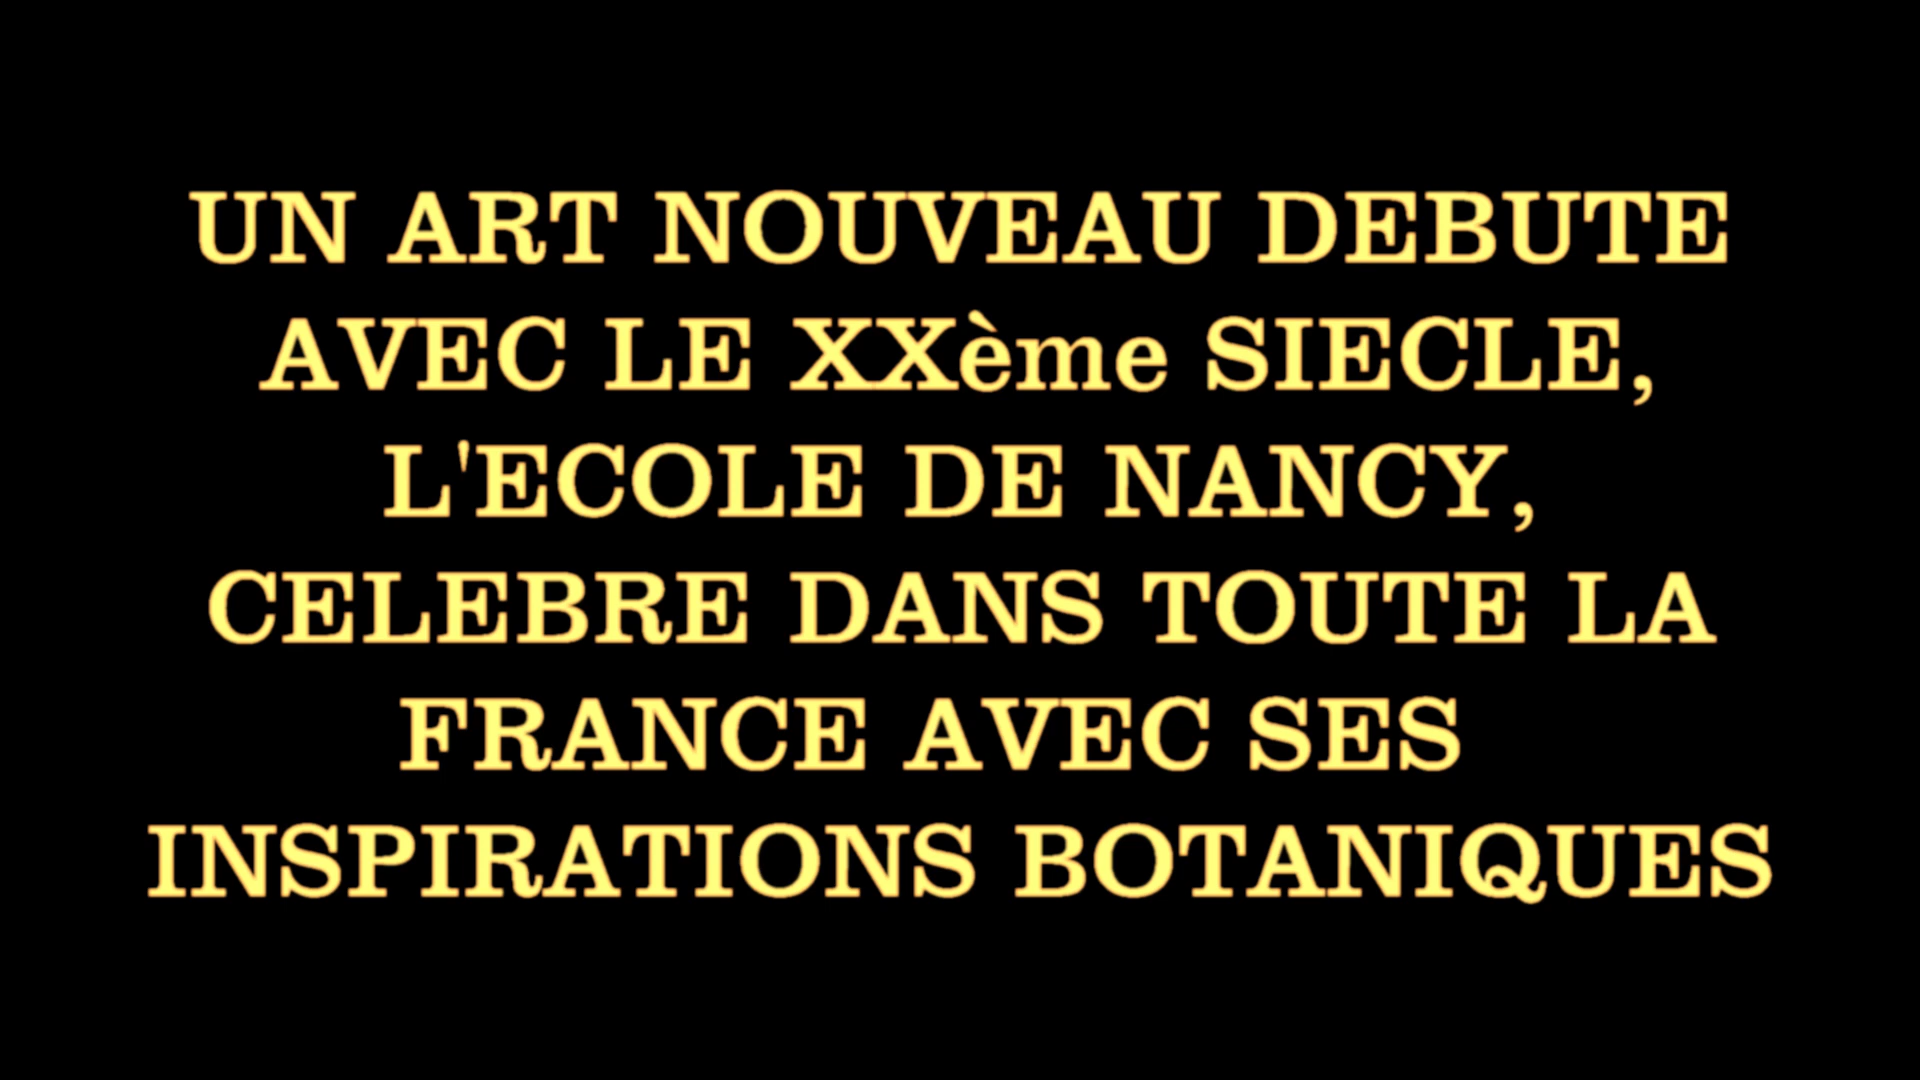 UN ART NOUVEAU DEBUTE
AVEC LE XXème SIECLE,
L'ECOLE DE NANCY,
CELEBRE DANS TOUTE LA
FRANCE AVEC SES
INSPIRATIONS BOTANIQUES